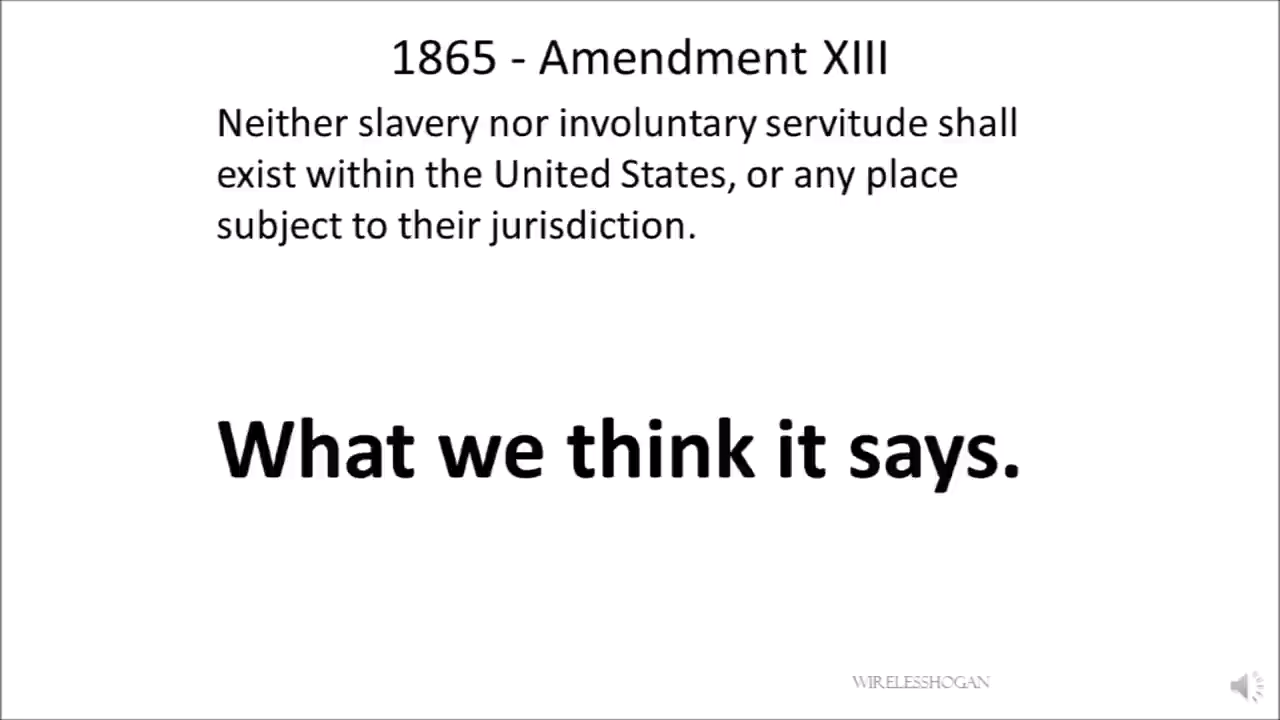 1865 - Amendment XIII
Neither slavery nor involuntary servitude shall
exist within the United States, or any place
subject to their jurisdiction.
What we think it says.
WIRELESSHOGAN